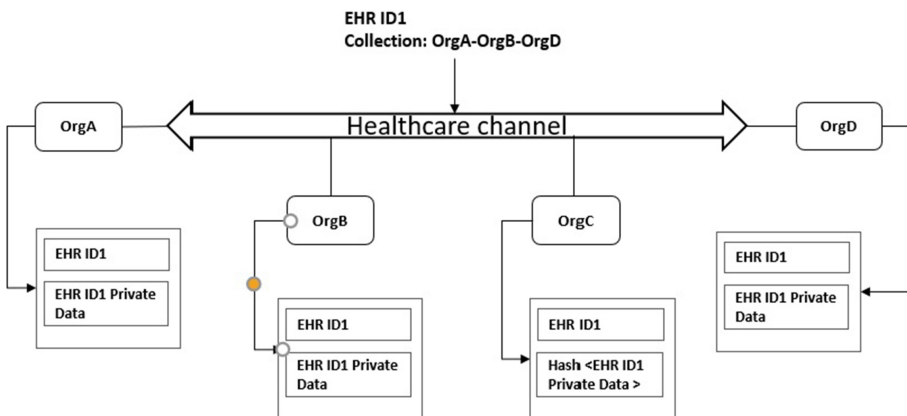 EHR ID1
Collection: OrgA-OrgB-OrgD
Healthcare channel
OrgA
OrgD
OrgB
OrgC
EHR ID1
EHR ID1 Private
Data
EHR ID1
EHR ID1 Private
Data
EHR ID1
Hash <EHR ID1
Private Data >
EHR ID1
EHR ID1 Private
Data